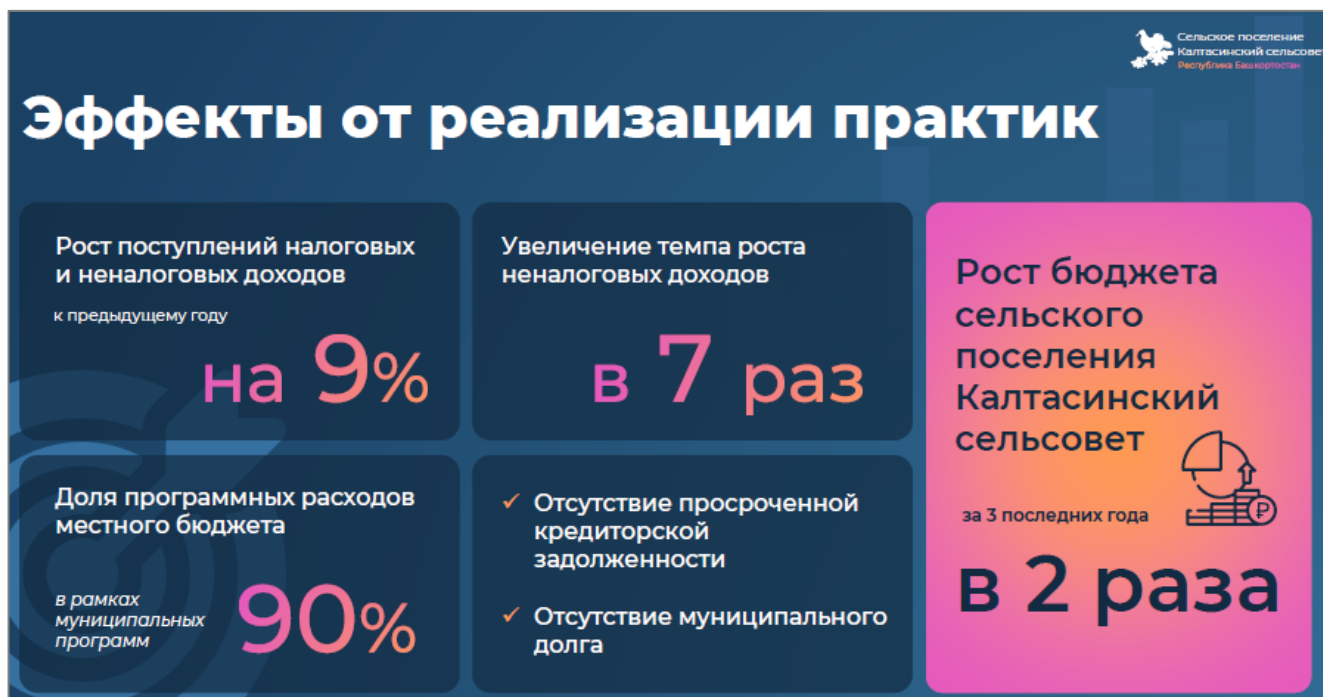 Сельское поселение
Калтасинский сельсовет
Республика Башкортостан
Эффекты от реализации практик
Рост поступлений налоговых
и неналоговых доходов
к предыдущему году
на 9%
Увеличение темпа роста
неналоговых доходов
в 7 раз
Доля программных расходов
местного бюджета
в рамках
муниципальных
программ
90%
✓ Отсутствие просроченной
кредиторской
задолженности
✓ Отсутствие муниципального
долга
Рост бюджета
сельского
поселения
Калтасинский
сельсовет
за 3 последних года
в 2 раза